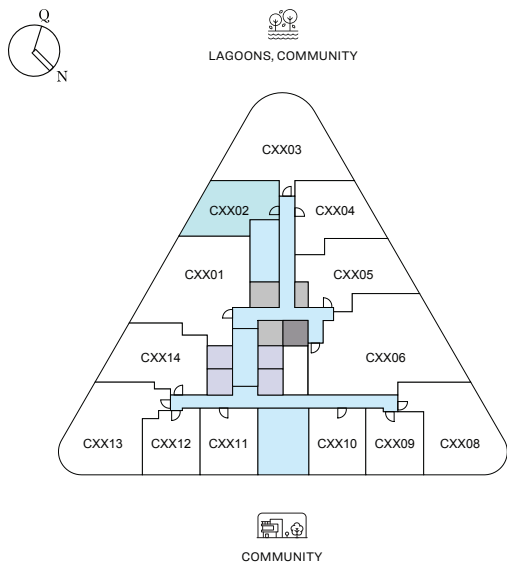 Q
N
LAGOONS, COMMUNITY
CXX03
CXX02
CXX04
CXX01
CXX05
CXX14
CXX06
CXX13
CXX12
CXX11
CXX10
CXX09
CXX08
COMMUNITY